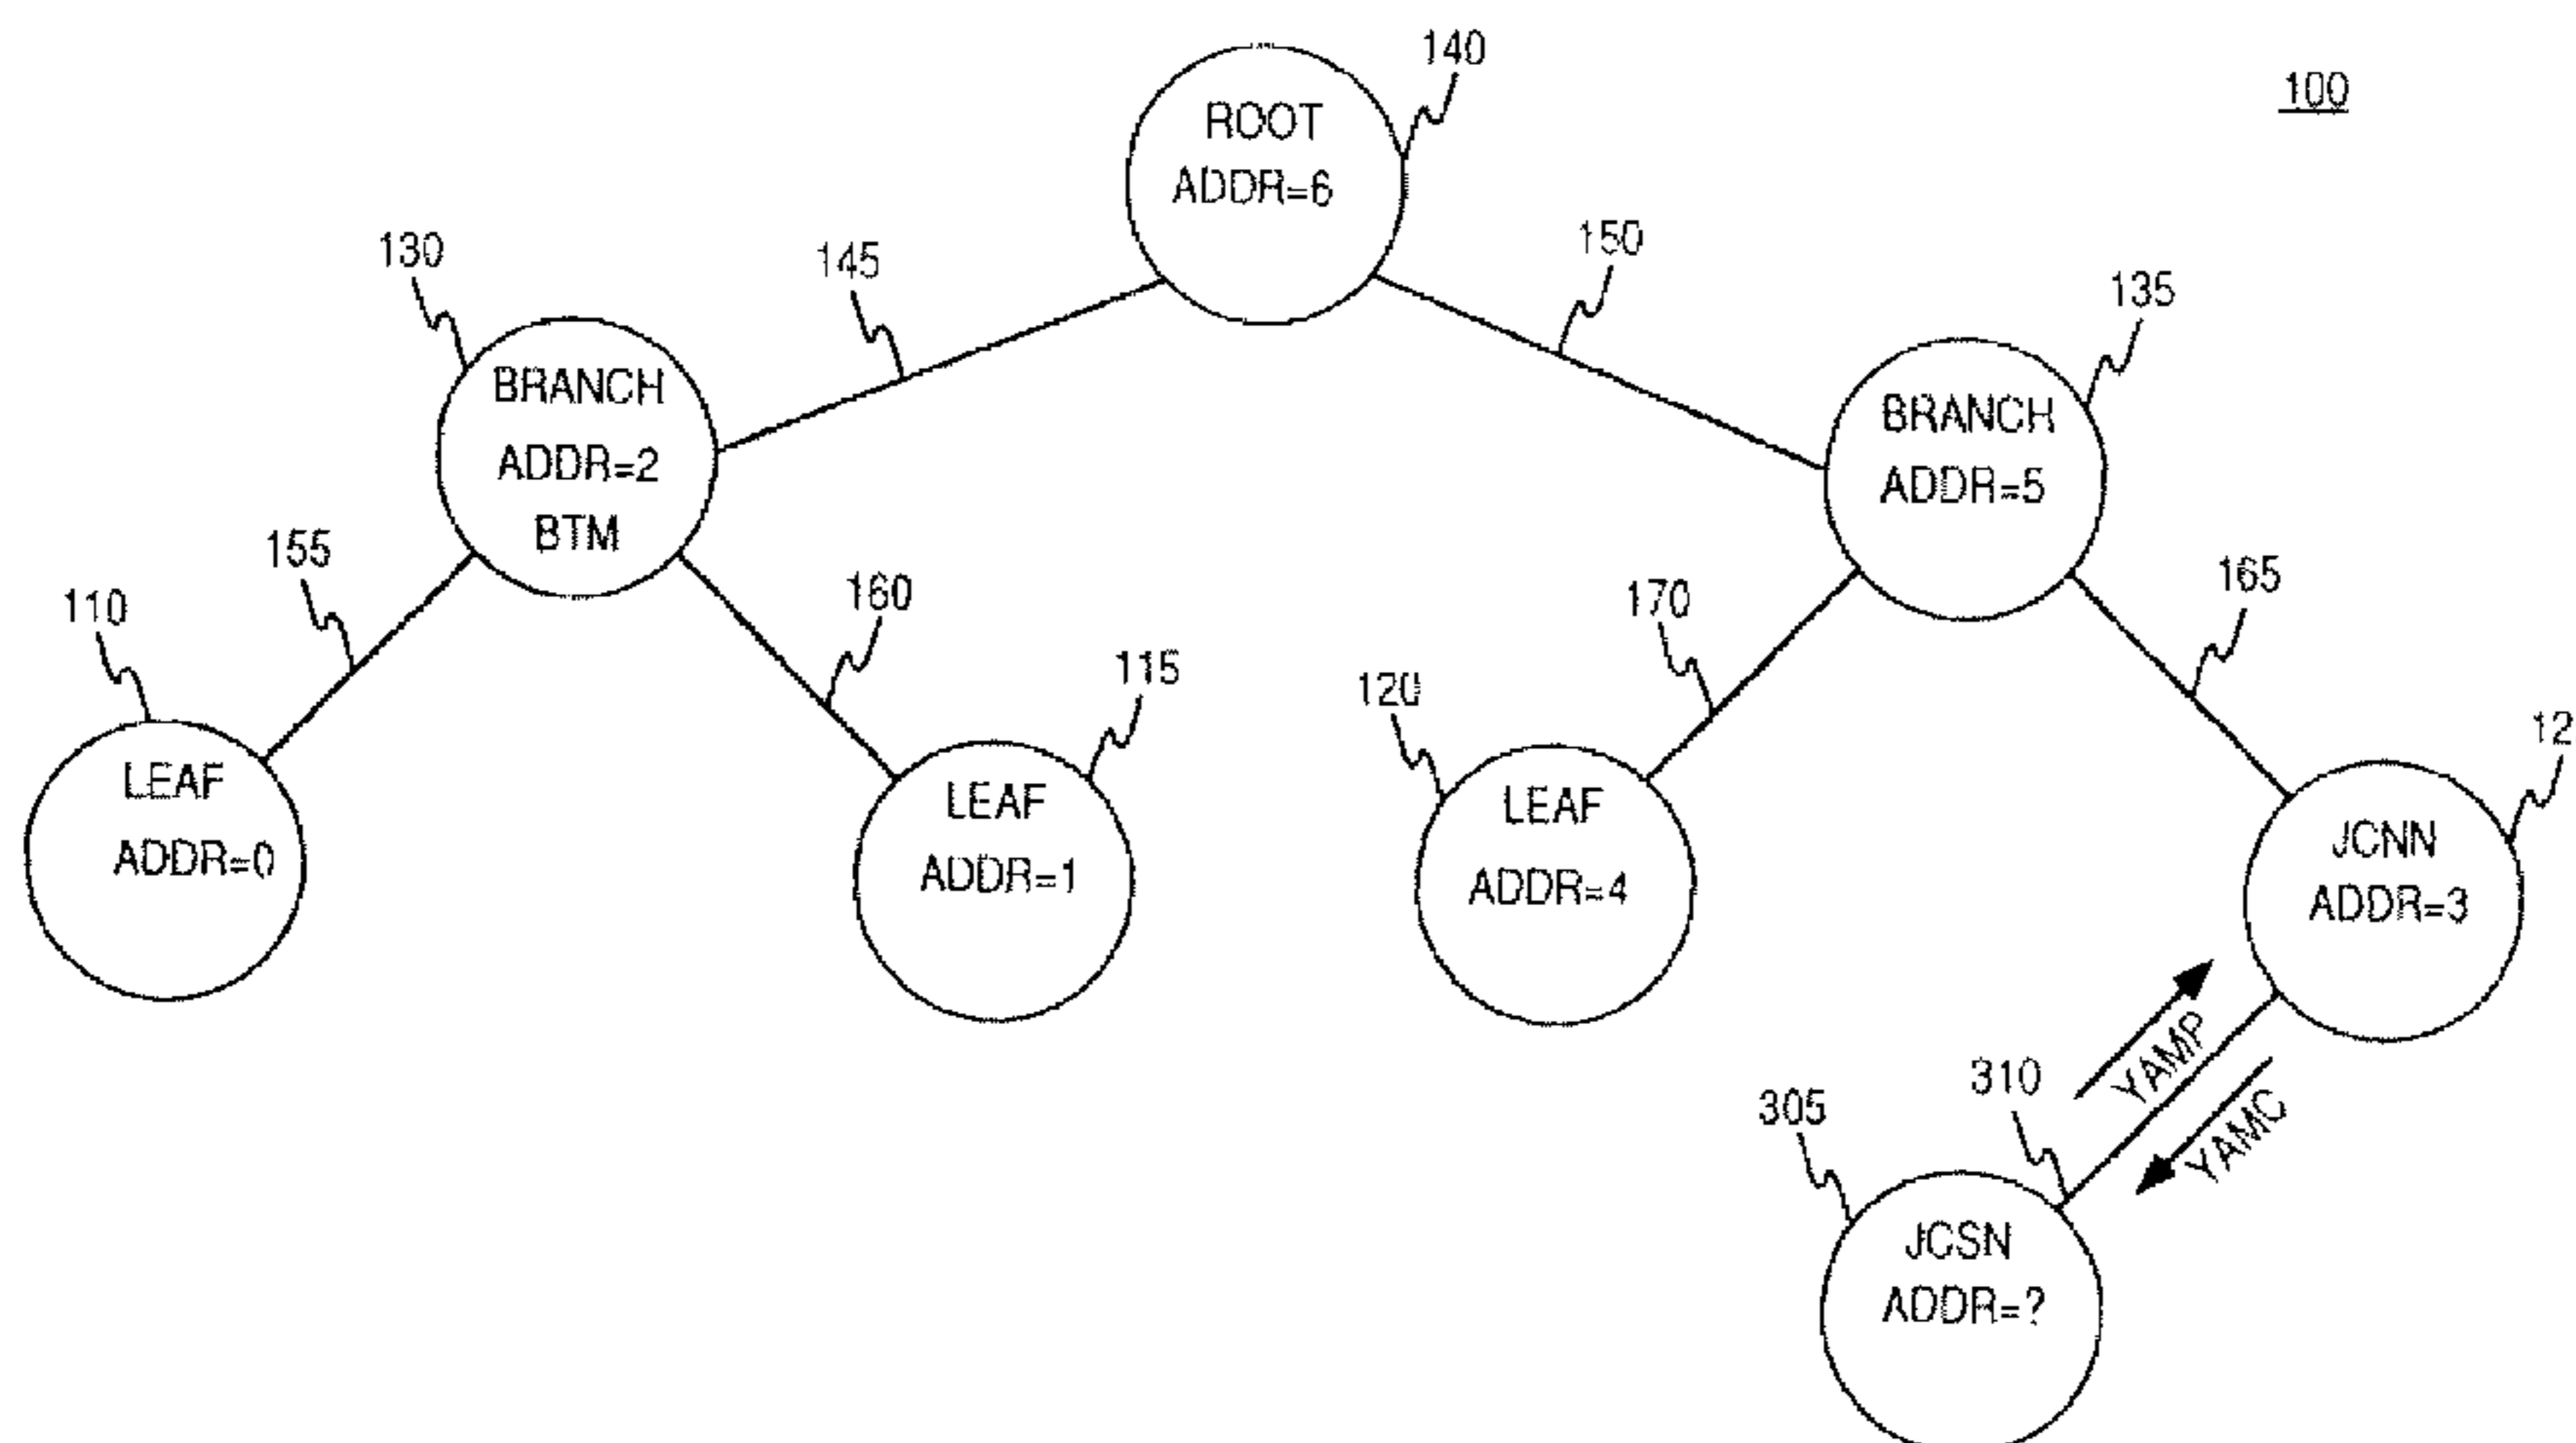 140
100
ROOT
ADDR=6
130
145
150
135
BRANCH
ADDR=2
BTM
BRANCH
ADDR=5
155
110
160
115
170
165
120
12
LEAF
ADDR=0
LEAF
ADDR=1
LEAF
ADDR=4
JCNN
ADDR=3
YAMP
YAMC
310
305
JCSN
ADDR=?